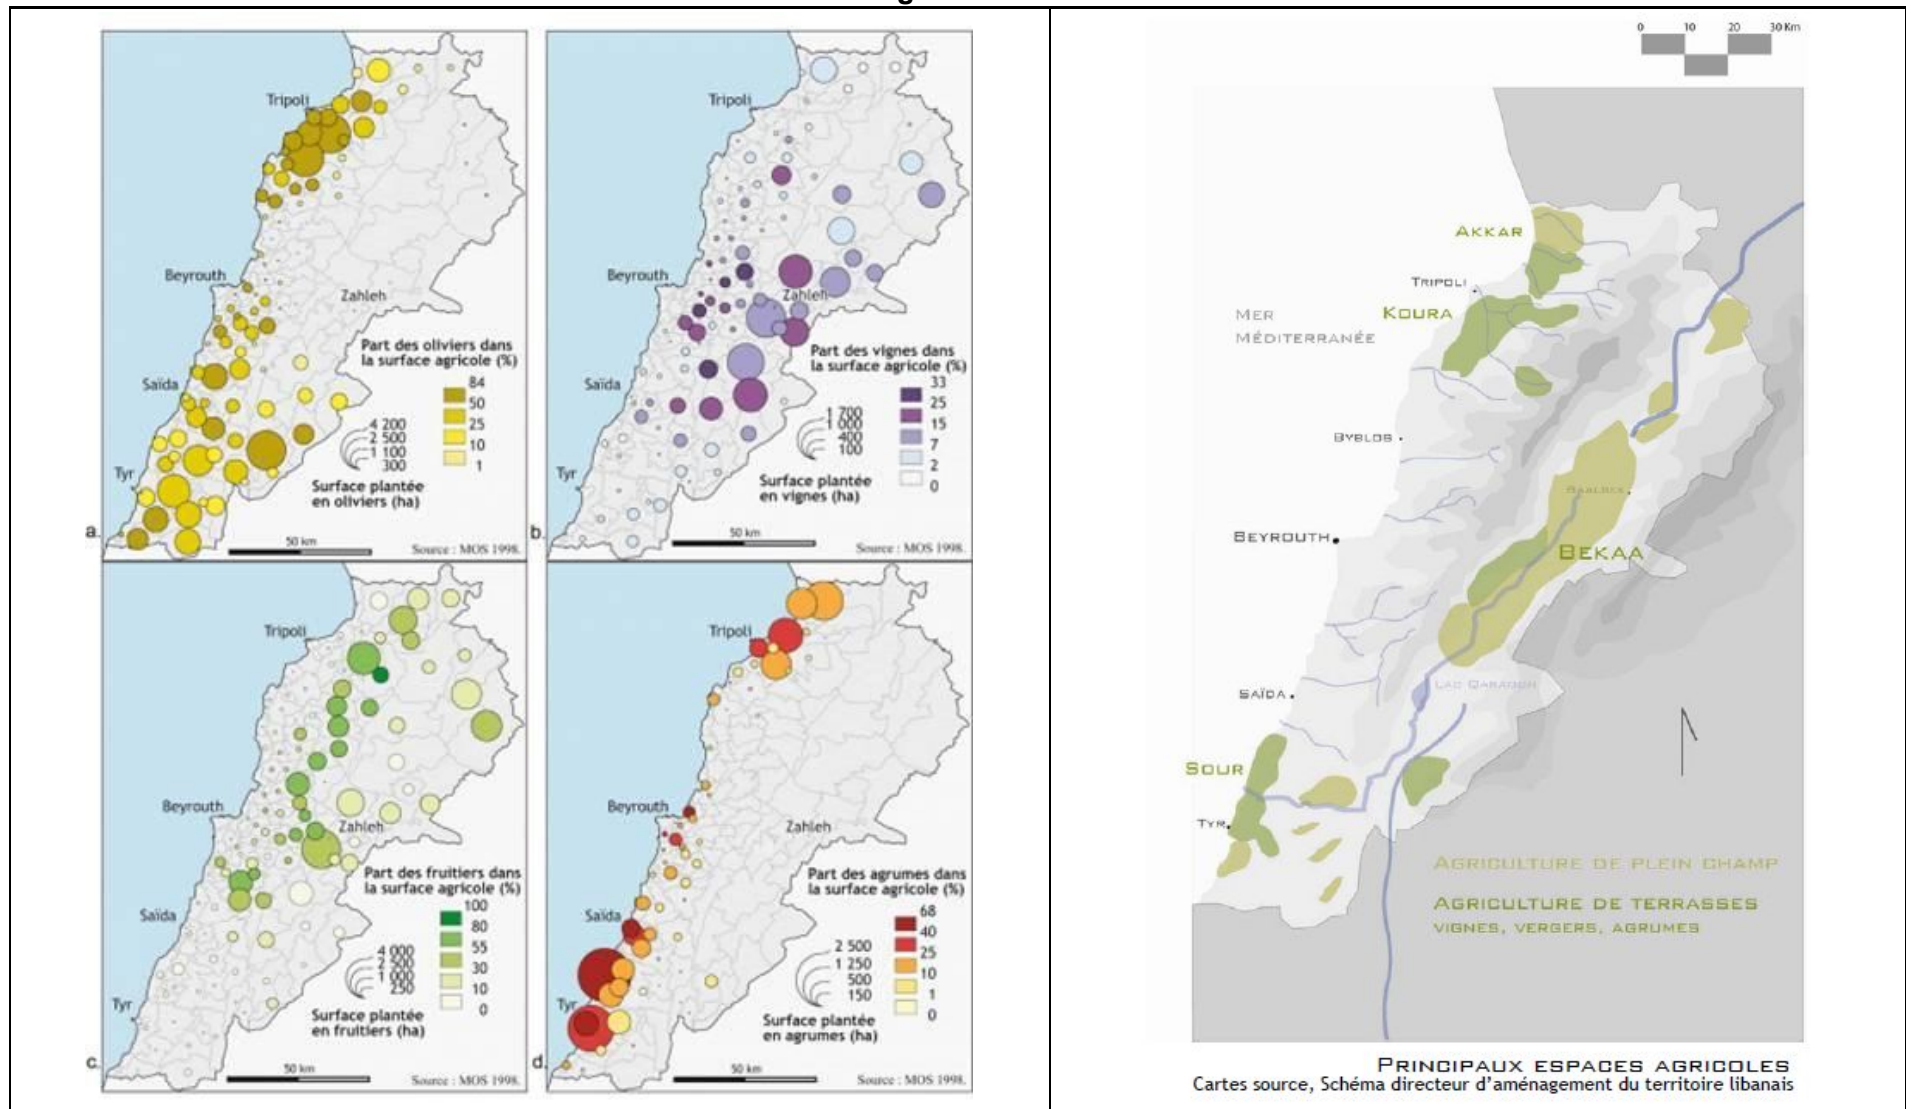 Tripoli
Beyrouth
Zahleh
Part des oliviers dans
la surface agricole (%)
84
50
25
10
1
4 200
2 500
1 100
300
Surface plantée
en oliviers (ha)
Saïda
Tyr
a.
50 km
Source : MOS 1998.
Tripoli
Beyrouth
Zahleh
Part des vignes dans
la surface agricole (%)
33
25
15
7
2
0
1 700
1 000
400
100
Surface plantée
en vignes (ha)
Saïda
Tyr
b.
50 km
Source : MOS 1998.
Tripoli
Beyrouth
Zahleh
Part des fruitiers dans
la surface agricole (%)
100
80
55
30
10
0
4 000
2 500
1 000
250
Surface plantée
en fruitiers (ha)
Saïda
Tyr
c.
50 km
Source : MOS 1998.
Tripoli
Beyrouth
Zahleh
Part des agrumes dans
la surface agricole (%)
68
40
25
10
1
0
2 500
1 250
500
150
Surface plantée
en agrumes (ha)
Saïda
Tyr
d.
50 km
Source : MOS 1998.
0 10 20 30 Km
AKKAR
TRIPOLI
KOURA
MER
MÉDITERRANÉE
BYBLOS
BAALBEK
BEYROUTH
BEKAA
LAC QARAOUN
SAÏDA
SOUR
TYR
AGRICULTURE DE PLEIN CHAMP
AGRICULTURE DE TERRASSES
VIGNES, VERGERS, AGRUMES
PRINCIPAUX ESPACES AGRICOLES
Cartes source, Schéma directeur d'aménagement du territoire libanais